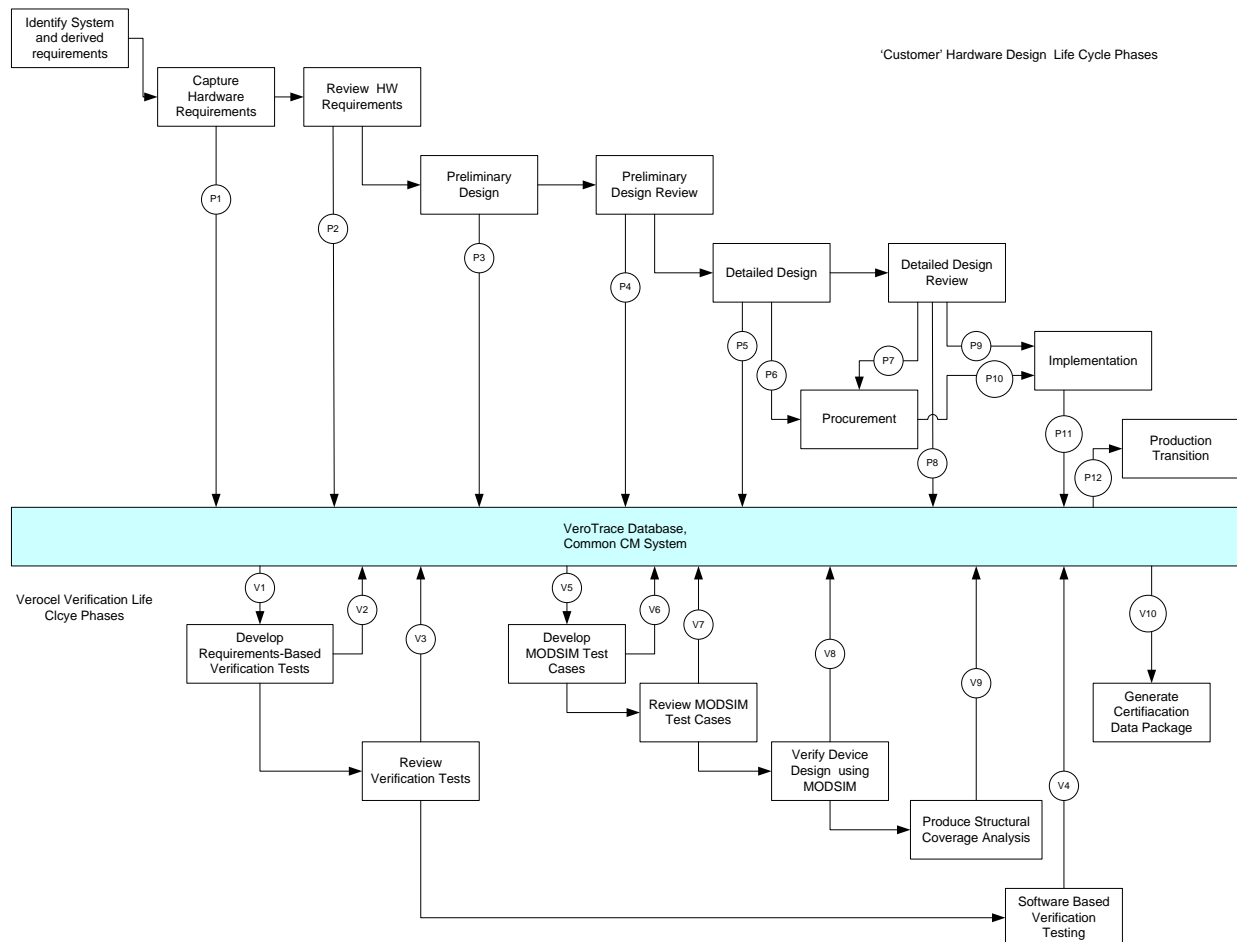 Identify System
and derived
requirements
'Customer' Hardware Design Life Cycle Phases
Capture
Hardware
Requirements
Review HW
Requirements
Preliminary
Design
Preliminary
Design Review
Detailed Design
Detailed Design
Review
Implementation
Procurement
Production
Transition
P1
P2
P3
P4
P5
P6
P7
P8
P9
P10
P11
P12
VeroTrace Database,
Common CM System
Verocel Verification Life
Clcye Phases
V1
V2
V3
V5
V6
V7
V8
V9
V4
V10
Develop
Requirements-Based
Verification Tests
Develop
MODSIM Test
Cases
Review MODSIM
Test Cases
Generate
Certifiacation
Data Package
Review
Verification Tests
Verify Device
Design using
MODSIM
Produce Structural
Coverage Analysis
Software Based
Verification
Testing